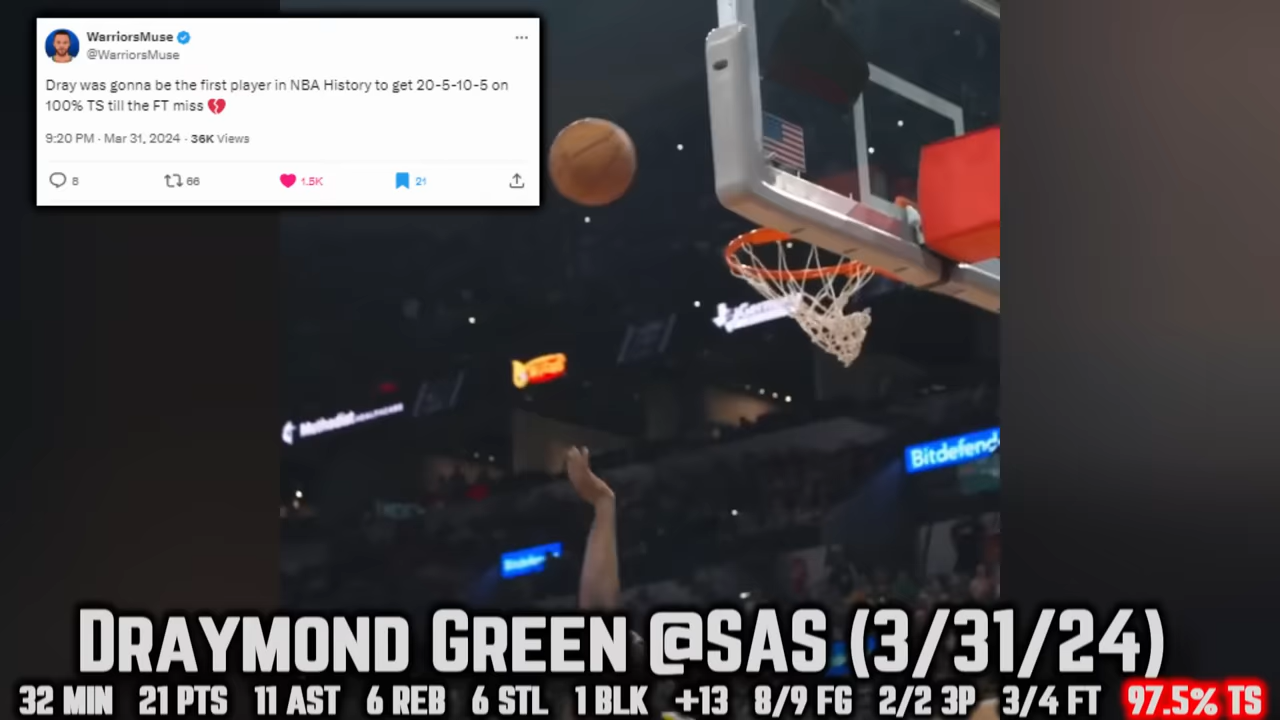 WarriorsMuse
@WarriorsMuse
Dray was gonna be the first player in NBA History to get 20-5-10-5 on
100% TS till the FT miss 💔
9:20 PM · Mar 31, 2024 · 36K Views
8 66 1.5K 21
Methodist HEALTHCARE
Bitdefend
DRAYMOND GREEN @SAS (3/31/24)
32 MIN 21 PTS 11 AST 6 REB 6 STL 1 BLK +13 8/9 FG 2/2 3P 3/4 FT 97.5% TS